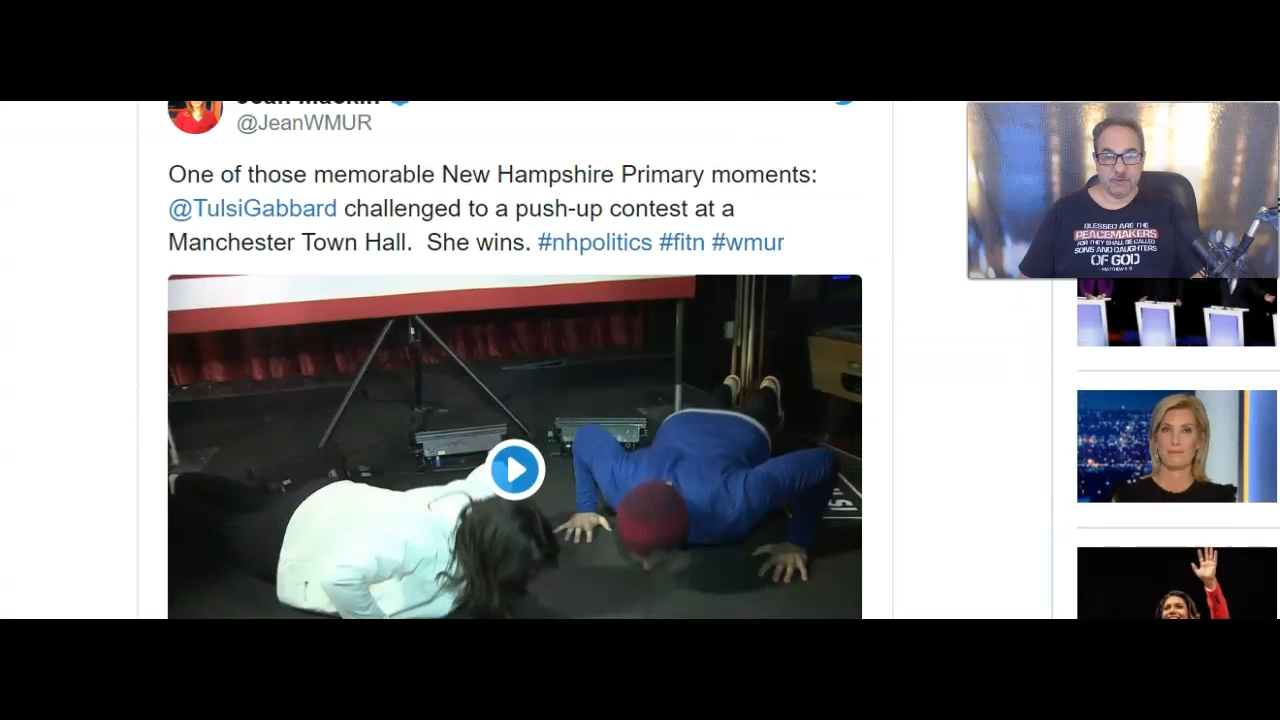 @JeanWMUR
One of those memorable New Hampshire Primary moments:
@TulsiGabbard challenged to a push-up contest at a
Manchester Town Hall.  She wins. #nhpolitics #fitn #wmur
BLESSED ARE THE
PEACEMAKERS
FOR THEY SHALL BE CALLED
SONS AND DAUGHTERS
OF GOD